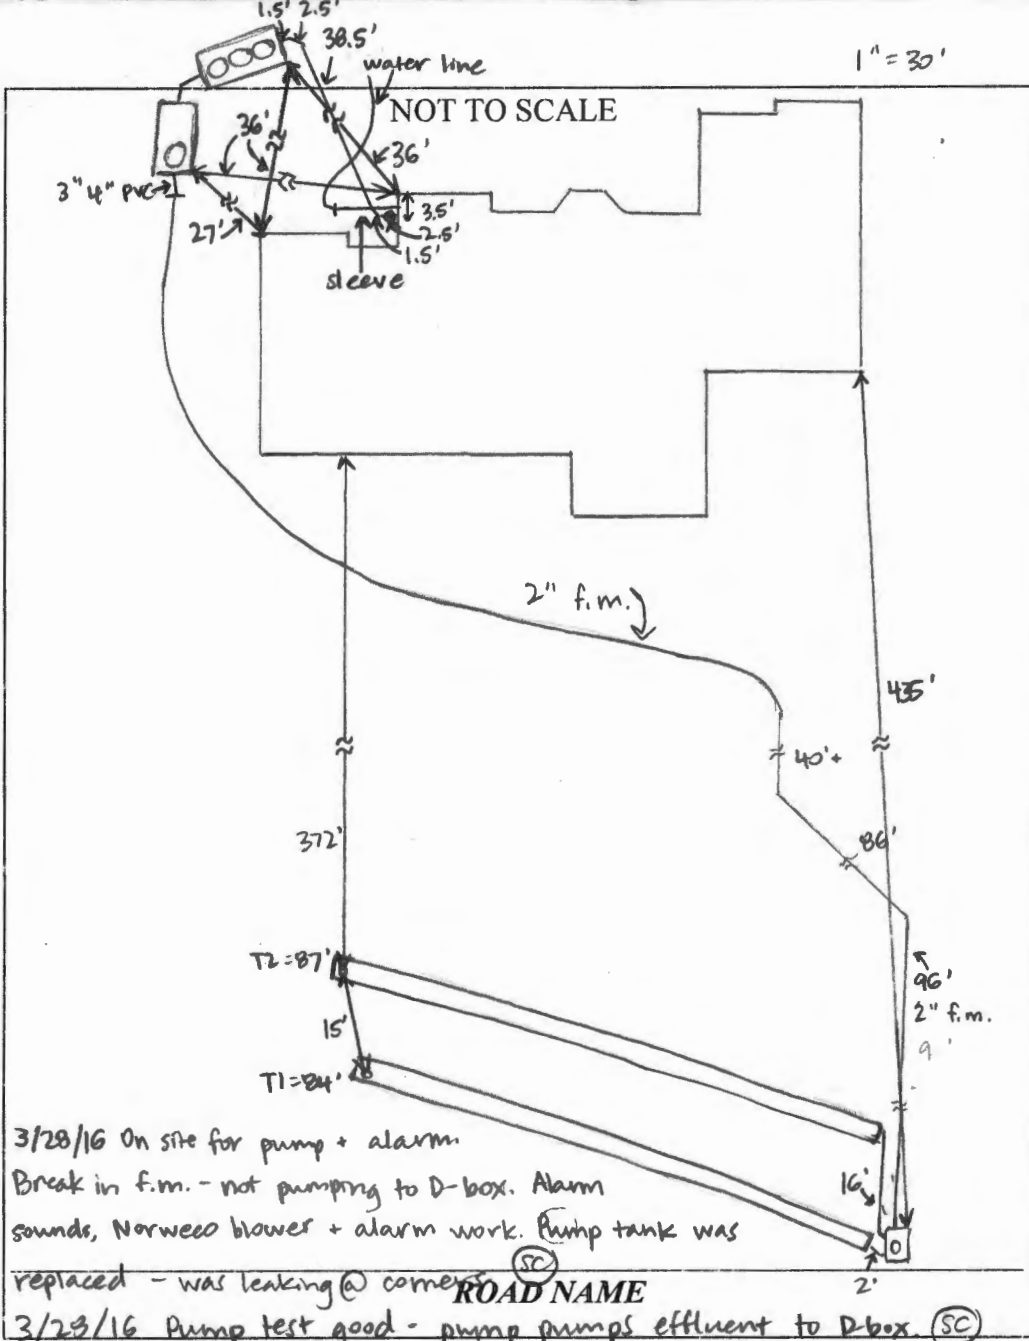 1.5' 2.5'
38.5'
water line
1" = 30'
NOT TO SCALE
36'
36'
3" 4" PVC
3.5'
27'
2.5'
1.5'
sleeve
2" f.m.
435'
40'+
86'
372'
T2=87'
96'
2" f.m.
9 '
15'
T1=84'
3/28/16 On site for pump + alarm.
Break in f.m. - not pumping to D-box. Alarm
16'
sounds, Norweco blower + alarm work. Pump tank was
replaced - was leaking @ corners. SC
ROAD NAME
2'
3/28/16 Pump test good - pump pumps effluent to D-box. SC